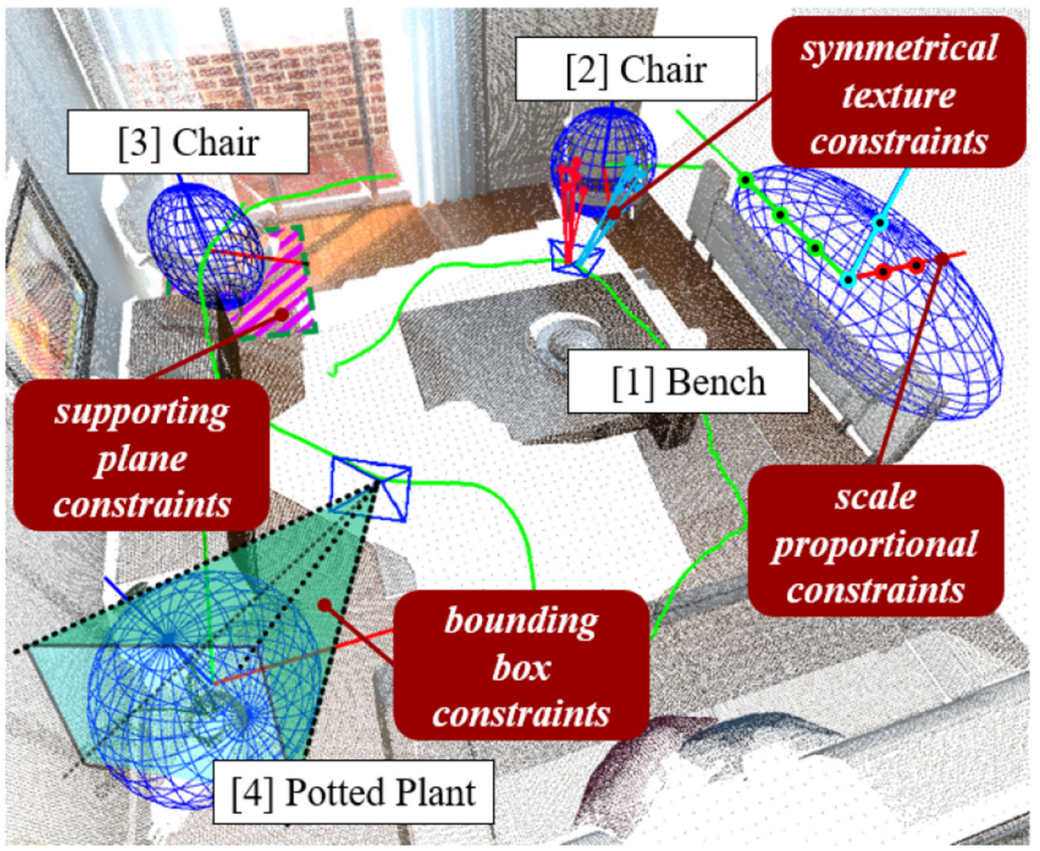 [2] Chair
symmetrical
texture
constraints
[3] Chair
[1] Bench
supporting
plane
constraints
scale
proportional
constraints
bounding
box
constraints
[4] Potted Plant